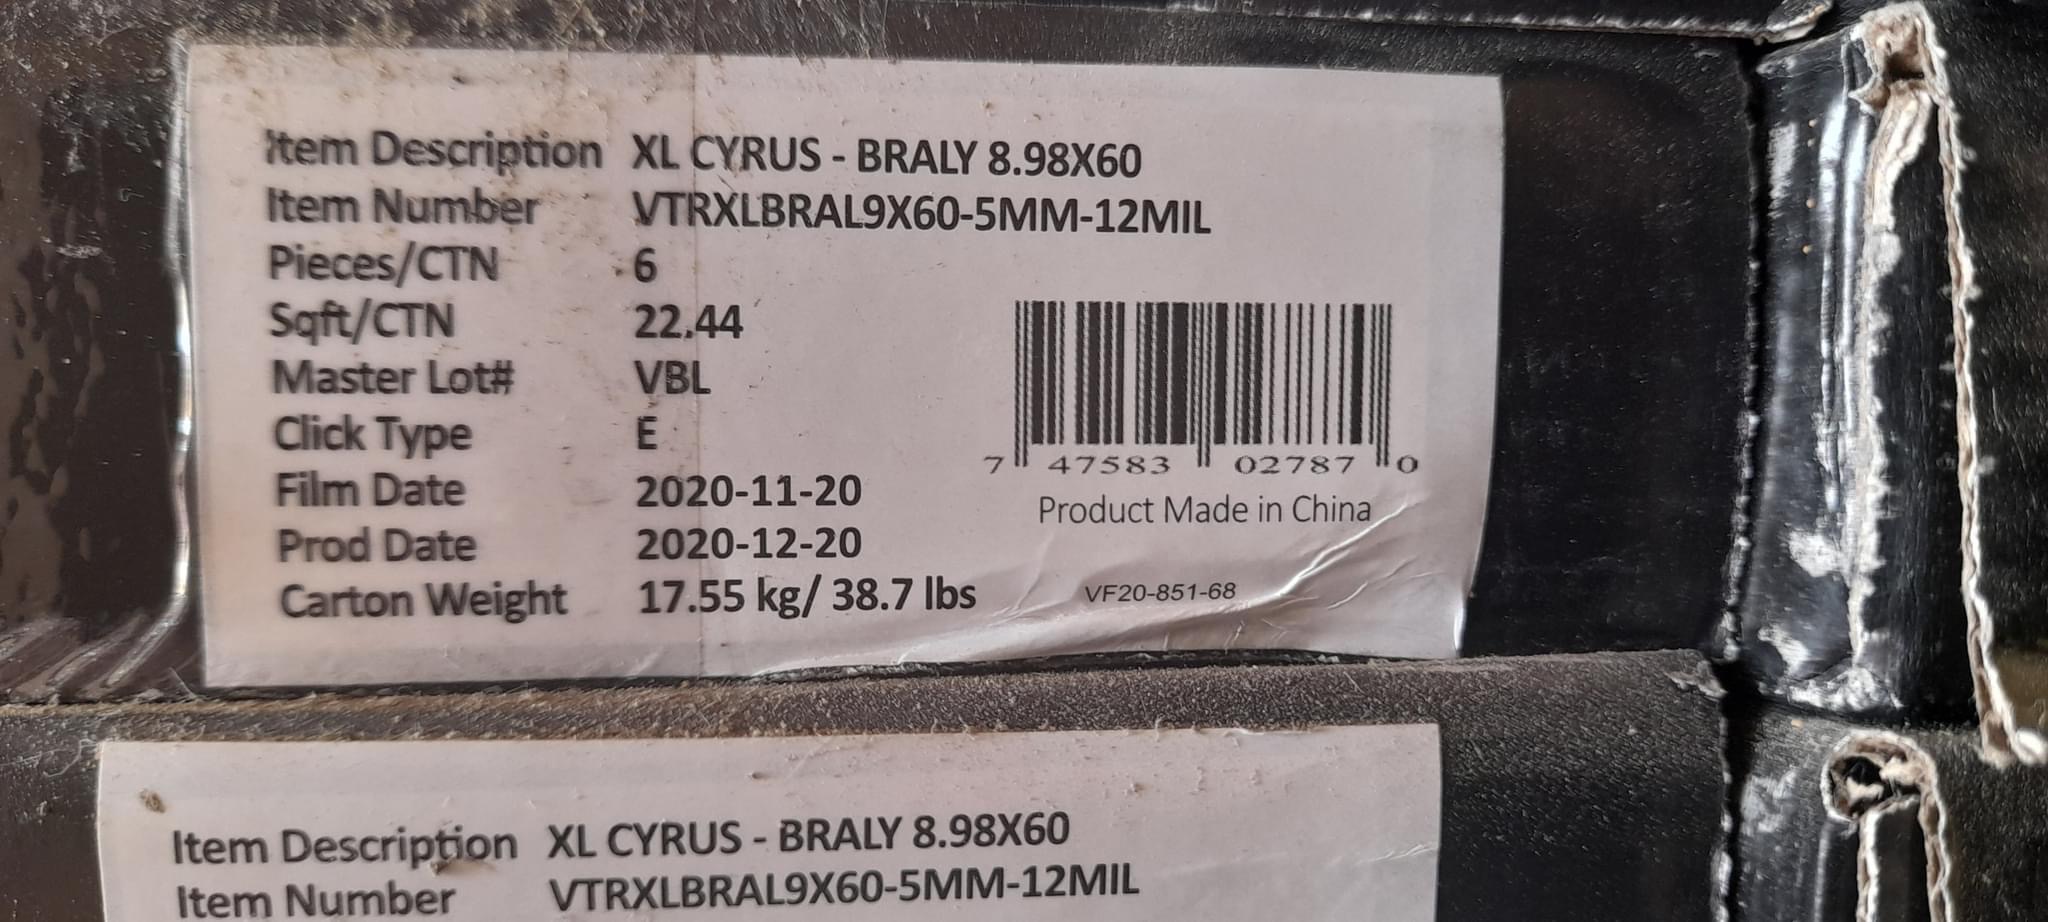 Item Description XL CYRUS - BRALY 8.98X60
Item Number VTRXLBRAL9X60-5MM-12MIL
Pieces/CTN 6
Sqft/CTN 22.44
Master Lot# VBL
Click Type E
Film Date 2020-11-20
Prod Date 2020-12-20
Carton Weight 17.55 kg/ 38.7 lbs
7 47583 02787 0
Product Made in China
VF20-851-68
Item Description XL CYRUS - BRALY 8.98X60
Item Number VTRXLBRAL9X60-5MM-12MIL